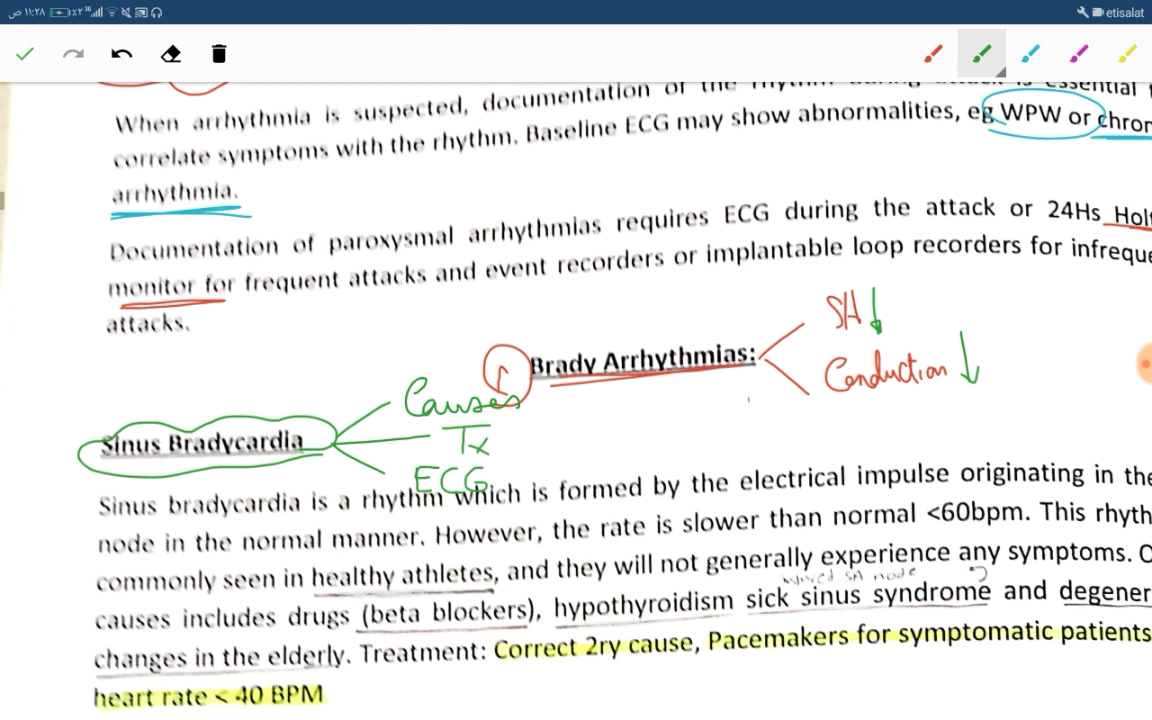 ص ١١:٢٨
etisalat
When arrhythmia is suspected, documentation of the rhythm during attack is essential
correlate symptoms with the rhythm. Baseline ECG may show abnormalities, eg WPW or chron
arrhythmia.
Documentation of paroxysmal arrhythmias requires ECG during the attack or 24Hs Holt
monitor for frequent attacks and event recorders or implantable loop recorders for infreque
attacks.
Brady Arrhythmias:
SA↓
Conduction ↓
Sinus Bradycardia
Causes
Tx
ECG
Sinus bradycardia is a rhythm which is formed by the electrical impulse originating in the
node in the normal manner. However, the rate is slower than normal <60bpm. This rhyth
commonly seen in healthy athletes, and they will not generally experience any symptoms. O
SA node
causes includes drugs (beta blockers), hypothyroidism sick sinus syndrome and degener
changes in the elderly. Treatment: Correct 2ry cause, Pacemakers for symptomatic patients
heart rate < 40 BPM